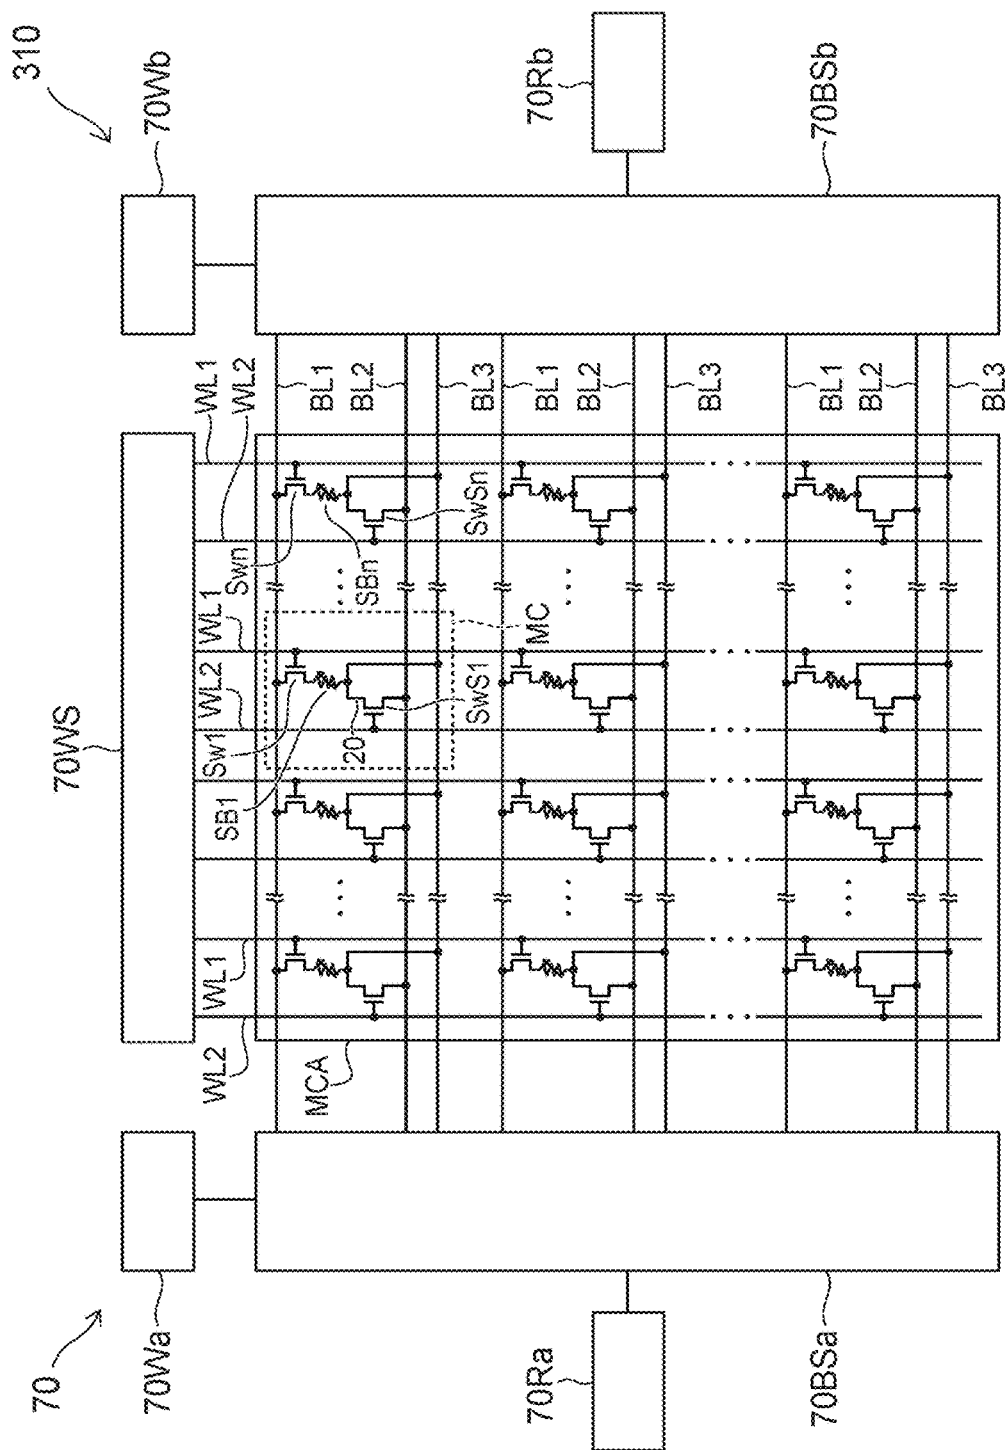 310
70
70WS
70Wa
70Wb
WL2
WL1
SB1
Sw1
WL2
WL1
Swn
WL2
WL1
MCA
BL1
20
SBn
BL2
SwS1
SwSn
BL3
MC
BL1
70Ra
70Rb
BL2
BL3
BL1
70BSa
70BSb
BL2
BL3